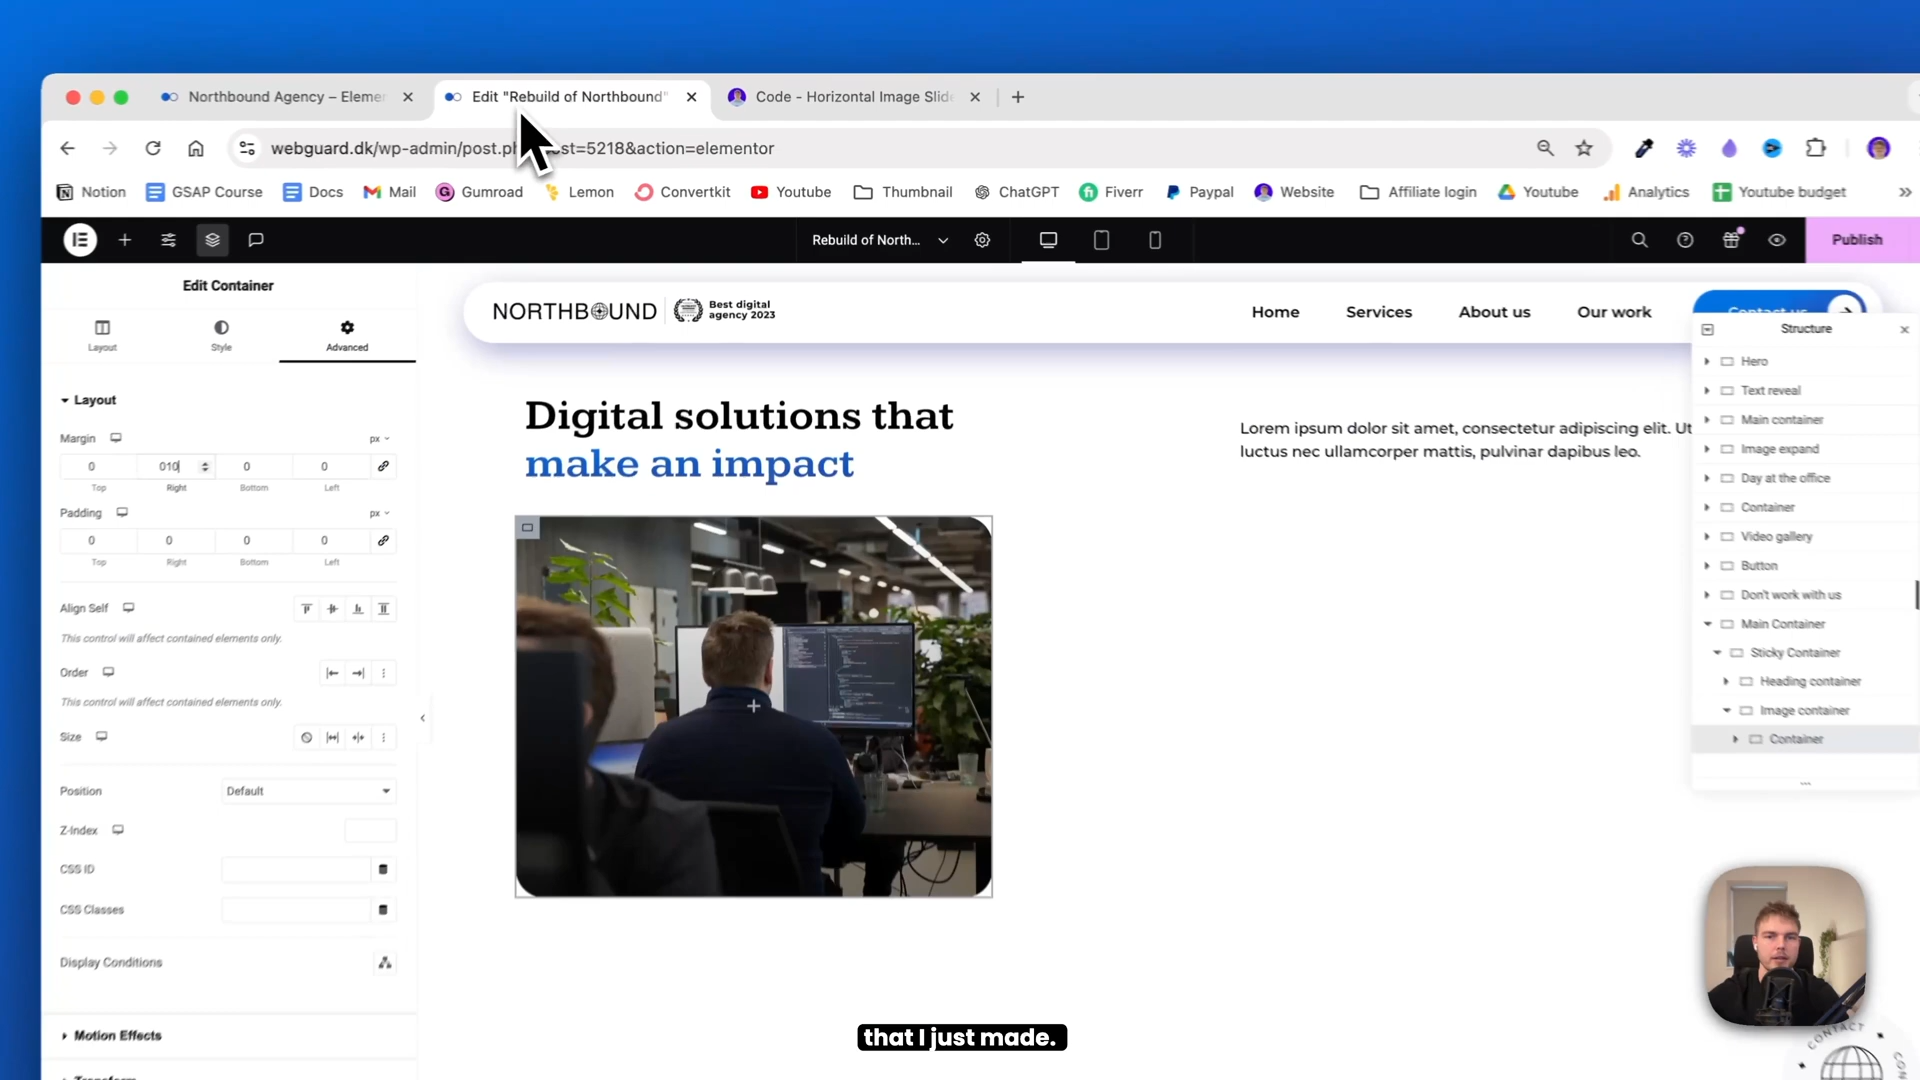 Northbound Agency – Elemen
Edit "Rebuild of Northbound"
Code - Horizontal Image Slide
webguard.dk/wp-admin/post.ph post=5218&action=elementor
Notion
GSAP Course
Docs
Mail
Gumroad
Lemon
Convertkit
Youtube
Thumbnail
ChatGPT
Fiverr
Paypal
Website
Affiliate login
Youtube
Analytics
Youtube budget
Rebuild of North...
Publish
Edit Container
Layout
Style
Advanced
Layout
Margin
px
0
010
0
0
Top
Right
Bottom
Left
Padding
px
0
0
0
0
Top
Right
Bottom
Left
Align Self
This control will affect contained elements only.
Order
This control will affect contained elements only.
Size
Position
Default
Z-Index
CSS ID
CSS Classes
Display Conditions
Motion Effects
NORTHBOUND
Best digital
agency 2023
Home
Services
About us
Our work
Contact us
Digital solutions that
make an impact
Lorem ipsum dolor sit amet, consectetur adipiscing elit. Ut
luctus nec ullamcorper mattis, pulvinar dapibus leo.
Structure
Hero
Text reveal
Main container
Image expand
Day at the office
Container
Video gallery
Button
Don't work with us
Main Container
Sticky Container
Heading container
Image container
Container
that I just made.
CONTACT